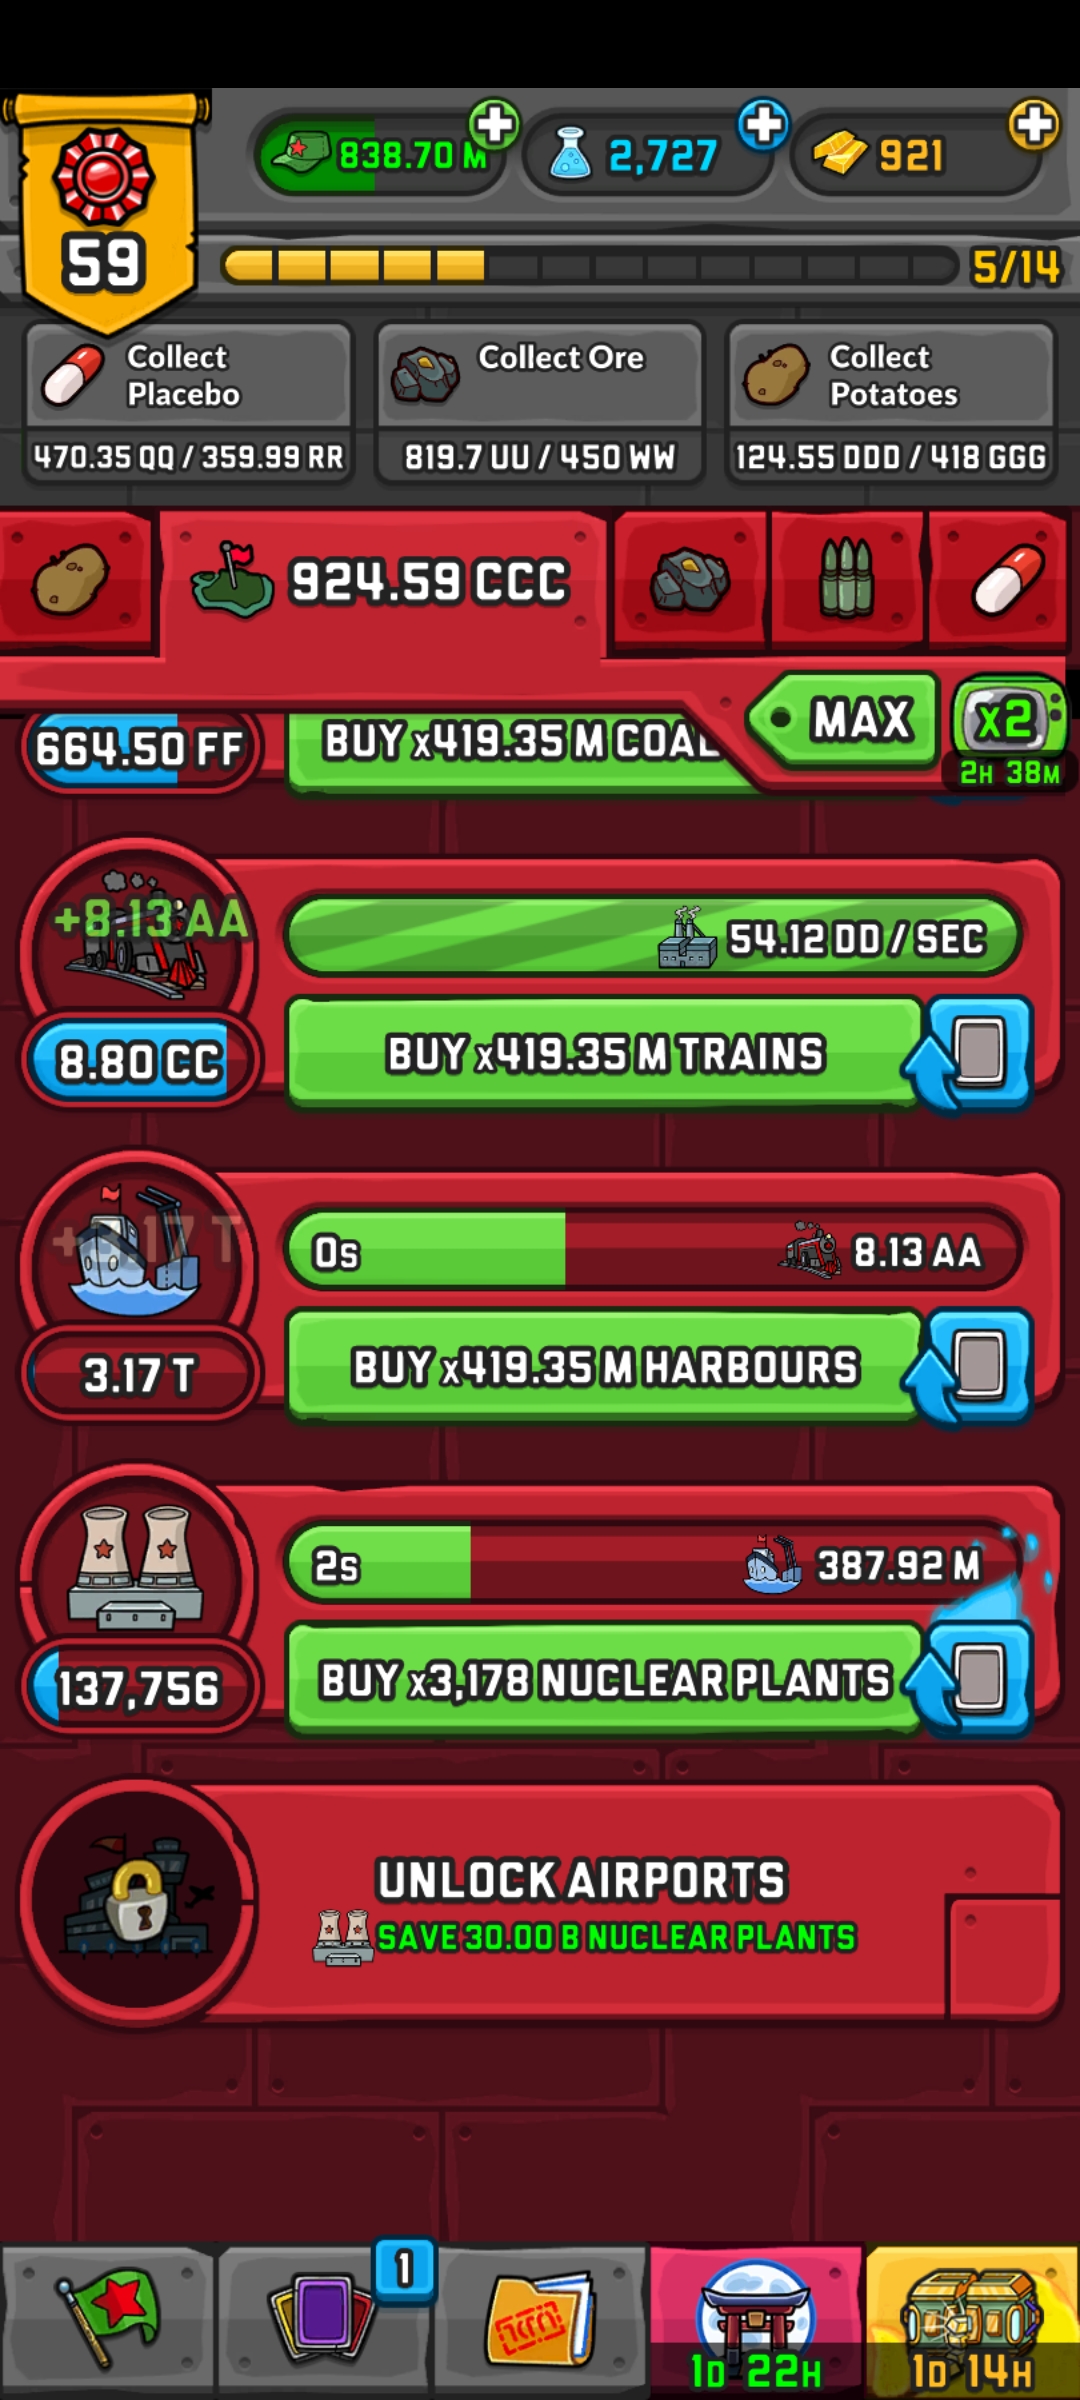 838.70 M
2,727
921
59
5/14
Collect
Placebo
470.35 QQ / 359.99 RR
Collect Ore
819.7 UU / 450 WW
Collect
Potatoes
124.55 DDD / 418 GGG
924.59 CCC
MAX
x2
2H 38M
664.50 FF
BUY x419.35 M COAL
+8.13 AA
54.12 DD / SEC
8.80 CC
BUY x419.35 M TRAINS
0s
8.13 AA
3.17 T
BUY x419.35 M HARBOURS
2s
387.92 M
137,756
BUY x3,178 NUCLEAR PLANTS
UNLOCK AIRPORTS
SAVE 30.00 B NUCLEAR PLANTS
1
1D 22H
1D 14H